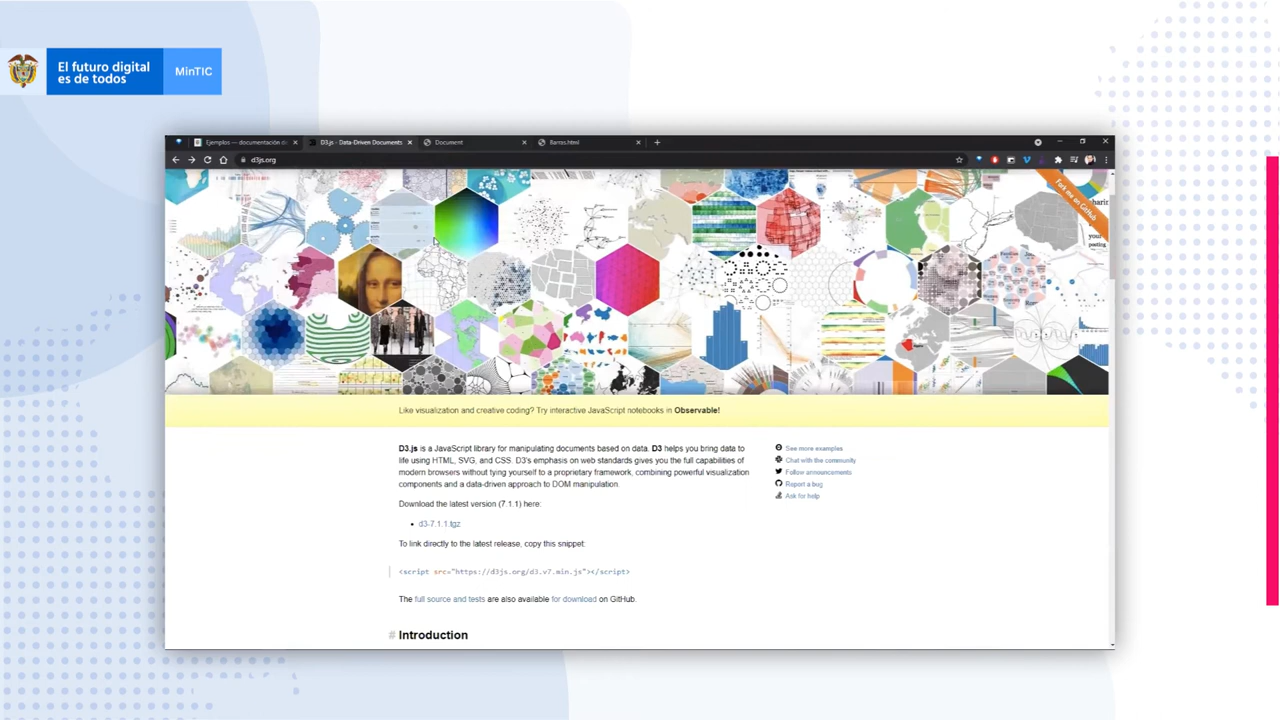 El futuro digital
es de todos
MinTIC
Ejemplos — documentación d
D3.js - Data-Driven Documents
Document
Barras.html
d3js.org
Fork me on GitHub
Like visualization and creative coding? Try interactive JavaScript notebooks in Observable!
D3.js is a JavaScript library for manipulating documents based on data. D3 helps you bring data to
life using HTML, SVG, and CSS. D3's emphasis on web standards gives you the full capabilities of
modern browsers without tying yourself to a proprietary framework, combining powerful visualization
components and a data-driven approach to DOM manipulation.
Download the latest version (7.1.1) here:
• d3-7.1.1.tgz
To link directly to the latest release, copy this snippet:
<script src="https://d3js.org/d3.v7.min.js"></script>
The full source and tests are also available for download on GitHub.
# Introduction
See more examples
Chat with the community
Follow announcements
Report a bug
Ask for help